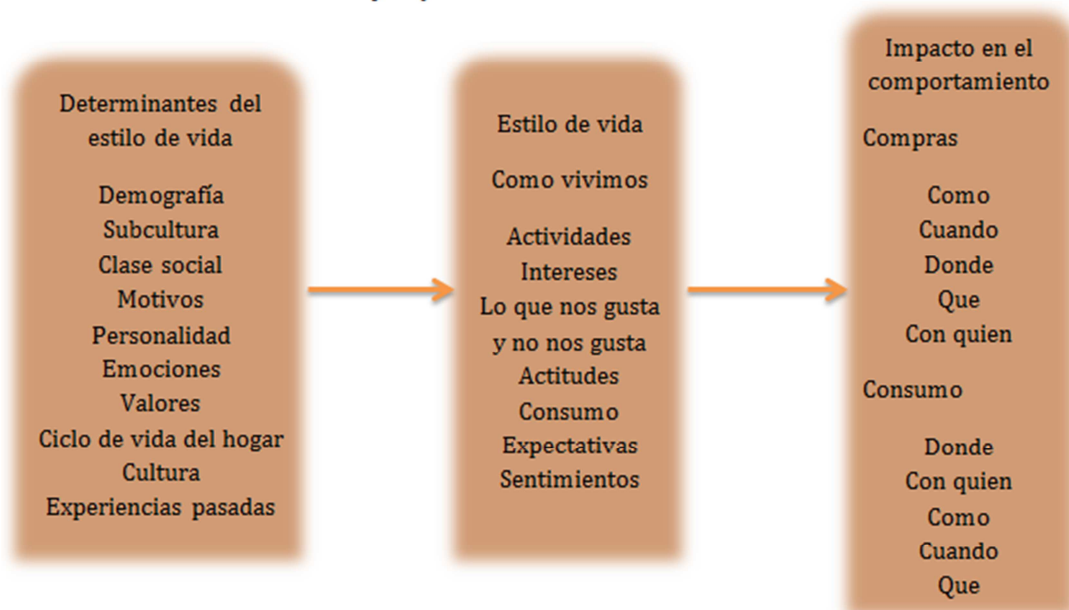 Determinantes del
estilo de vida
Demografía
Subcultura
Clase social
Motivos
Personalidad
Emociones
Valores
Ciclo de vida del hogar
Cultura
Experiencias pasadas
Estilo de vida
Como vivimos
Actividades
Intereses
Lo que nos gusta
y no nos gusta
Actitudes
Consumo
Expectativas
Sentimientos
Impacto en el
comportamiento
Compras
Como
Cuando
Donde
Que
Con quien
Consumo
Donde
Con quien
Como
Cuando
Que